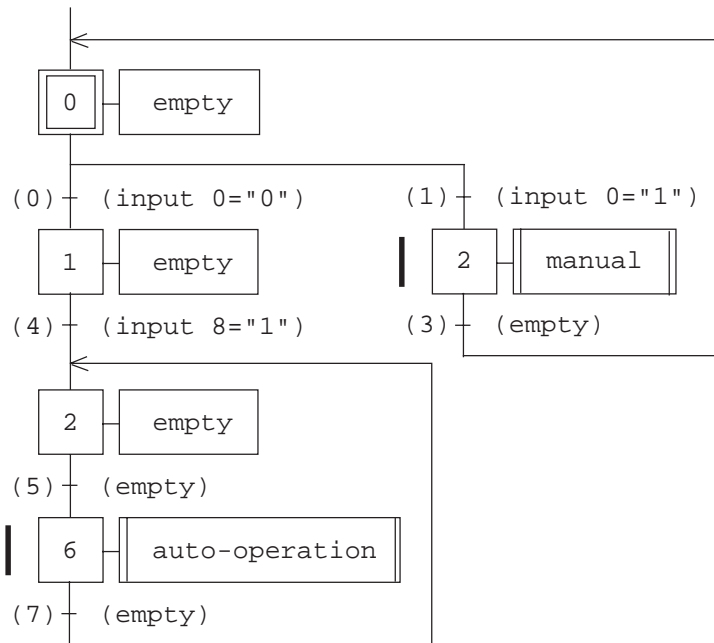 0 empty
(0) (input 0="0") (1) (input 0="1")
1 empty 2 manual
(4) (input 8="1") (3) (empty)
2 empty
(5) (empty)
6 auto-operation
(7) (empty)